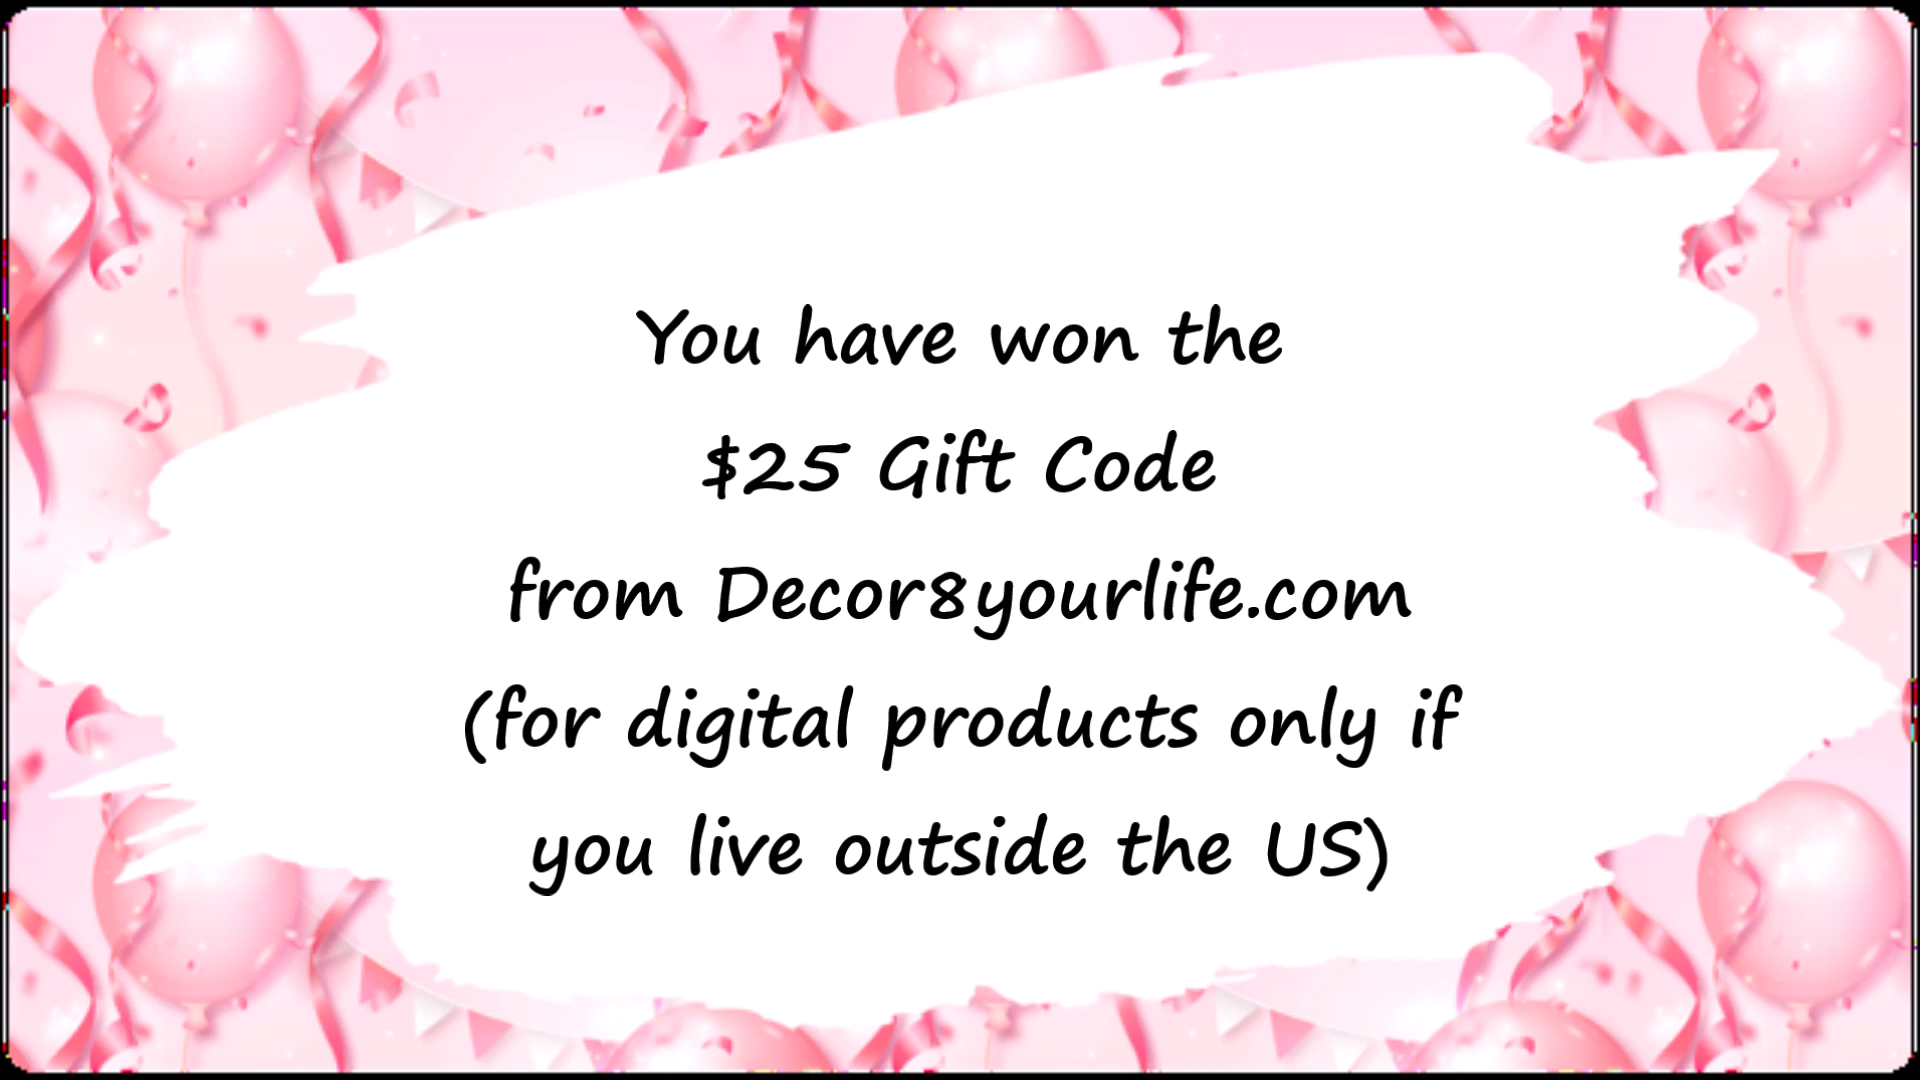 You have won the
$25 Gift Code
from Decor8yourlife.com
(for digital products only if
you live outside the US)